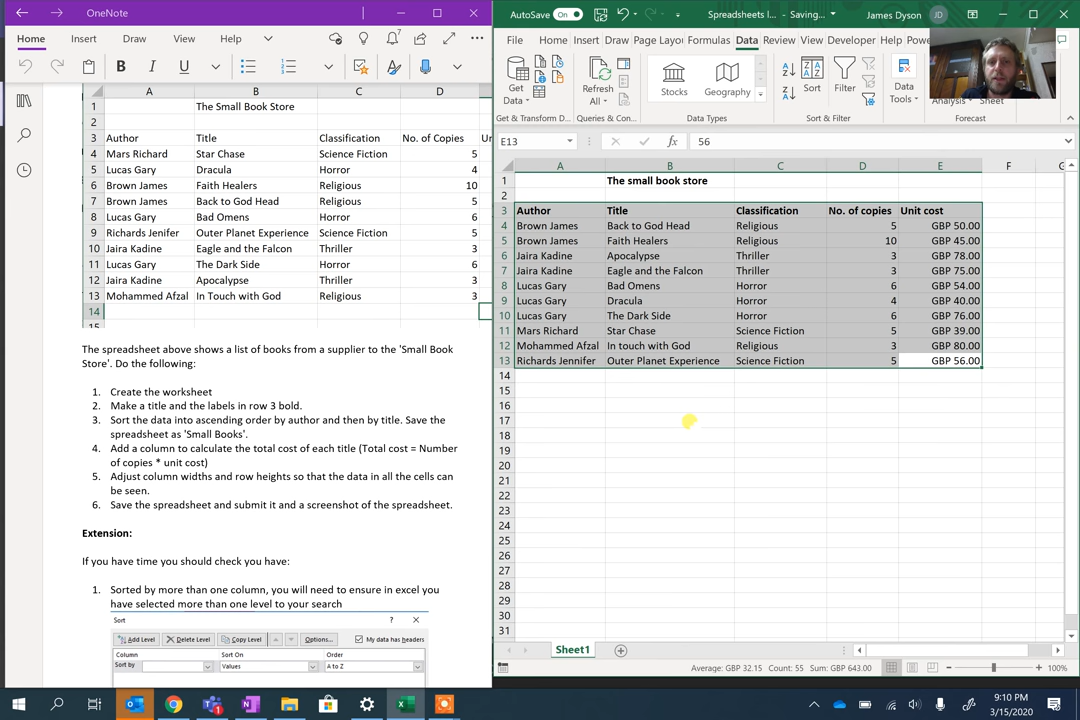 OneNote
Home Insert Draw View Help
7
B I U
A B C D
1 The Small Book Store
2
3 Author Title Classification No. of Copies
4 Mars Richard Star Chase Science Fiction 5
5 Lucas Gary Dracula Horror 4
6 Brown James Faith Healers Religious 10
7 Brown James Back to God Head Religious 5
8 Lucas Gary Bad Omens Horror 6
9 Richards Jenifer Outer Planet Experience Science Fiction 5
10 Jaira Kadine Eagle and the Falcon Thriller 3
11 Lucas Gary The Dark Side Horror 6
12 Jaira Kadine Apocalypse Thriller 3
13 Mohammed Afzal In Touch with God Religious 3
14
15
The spreadsheet above shows a list of books from a supplier to the 'Small Book
Store'. Do the following:
1. Create the worksheet
2. Make a title and the labels in row 3 bold.
3. Sort the data into ascending order by author and then by title. Save the
spreadsheet as 'Small Books'.
4. Add a column to calculate the total cost of each title (Total cost = Number
of copies * unit cost)
5. Adjust column widths and row heights so that the data in all the cells can
be seen.
6. Save the spreadsheet and submit it and a screenshot of the spreadsheet.
Extension:
If you have time you should check you have:
1. Sorted by more than one column, you will need to ensure in excel you
have selected more than one level to your search
Sort ? ×
Add Level Delete Level Copy Level Options... My data has headers
Column Sort On Order
Sort by Values A to Z
AutoSave On Spreadsheets I... - Saving... James Dyson JD
File Home Insert Draw Page Layou Formulas Data Review View Developer Help Powe
Get Data Refresh All Stocks Geography Sort Filter Data Tools Analysis Sheet
Get & Transform D... Queries & Con... Data Types Sort & Filter Forecast
E13 fx 56
A B C D E F G
1 The small book store
2
3 Author Title Classification No. of copies Unit cost
4 Brown James Back to God Head Religious 5 GBP 50.00
5 Brown James Faith Healers Religious 10 GBP 45.00
6 Jaira Kadine Apocalypse Thriller 3 GBP 78.00
7 Jaira Kadine Eagle and the Falcon Thriller 3 GBP 75.00
8 Lucas Gary Bad Omens Horror 6 GBP 54.00
9 Lucas Gary Dracula Horror 4 GBP 40.00
10 Lucas Gary The Dark Side Horror 6 GBP 76.00
11 Mars Richard Star Chase Science Fiction 5 GBP 39.00
12 Mohammed Afzal In touch with God Religious 3 GBP 80.00
13 Richards Jennifer Outer Planet Experience Science Fiction 5 GBP 56.00
14
15
16
17
18
19
20
21
22
23
24
25
26
27
28
29
30
31
Sheet1
Average: GBP 32.15 Count: 55 Sum: GBP 643.00 100%
9:10 PM
3/15/2020